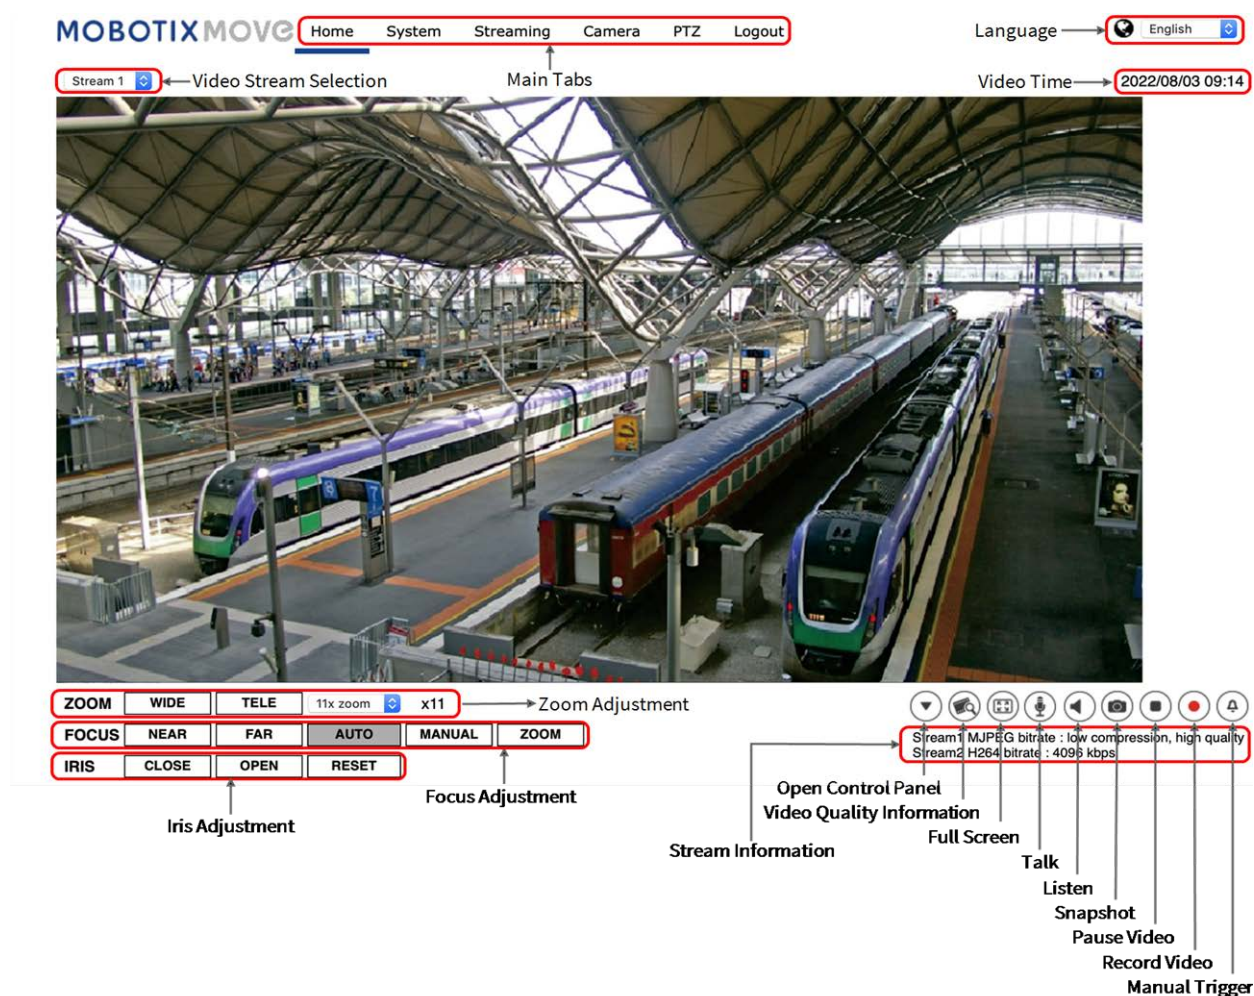 MOBOTIX MOVE
Home System Streaming Camera PTZ Logout
Language
English
Stream 1
Video Stream Selection
Main Tabs
Video Time
2022/08/03 09:14
7
ZOOM WIDE TELE 11x zoom x11
Zoom Adjustment
FOCUS NEAR FAR AUTO MANUAL ZOOM
IRIS CLOSE OPEN RESET
Stream1 MJPEG bitrate : low compression, high quality
Stream2 H264 bitrate : 4096 kbps
Focus Adjustment
Iris Adjustment
Open Control Panel
Video Quality Information
Full Screen
Stream Information
Talk
Listen
Snapshot
Pause Video
Record Video
Manual Trigger